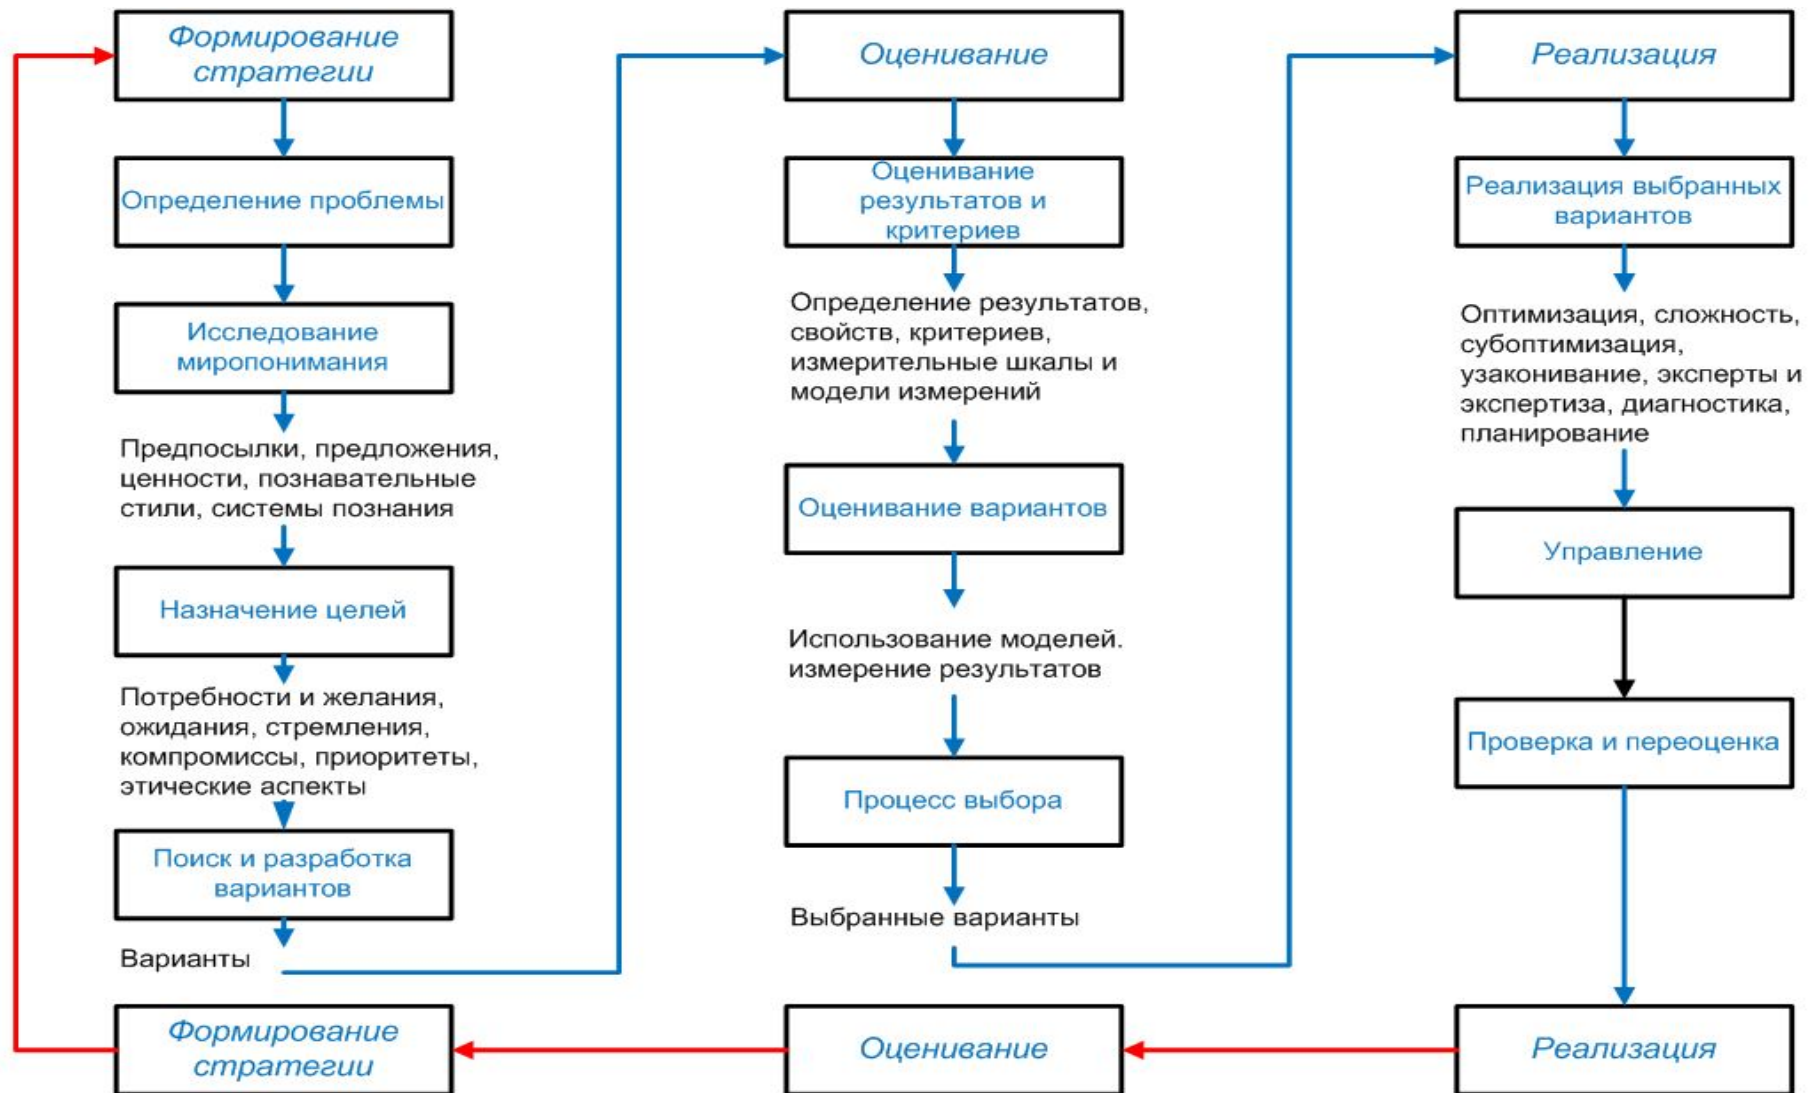 Формирование
стратегии
Определение проблемы
Исследование
миропонимания
Предпосылки, предложения,
ценности, познавательные
стили, системы познания
Назначение целей
Потребности и желания,
ожидания, стремления,
компромиссы, приоритеты,
этические аспекты
Поиск и разработка
вариантов
Варианты
Формирование
стратегии
Оценивание
Оценивание
результатов и
критериев
Определение результатов,
свойств, критериев,
измерительные шкалы и
модели измерений
Оценивание вариантов
Использование моделей.
измерение результатов
Процесс выбора
Выбранные варианты
Оценивание
Реализация
Реализация выбранных
вариантов
Оптимизация, сложность,
субоптимизация,
узаконивание, эксперты и
экспертиза, диагностика,
планирование
Управление
Проверка и переоценка
Реализация